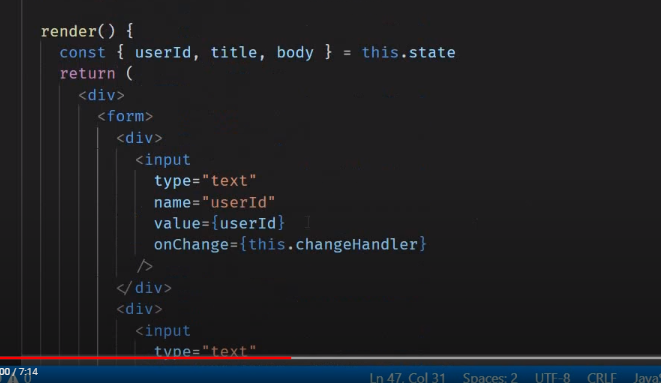 render() {
const { userId, title, body } = this.state
return (
<div>
<form>
<div>
<input
type="text"
name="userId"
value={userId}
onChange={this.changeHandler}
/>
</div>
<div>
<input
type="text"
00 / 7:14
0 Ln 47, Col 31 Spaces: 2 UTF-8 CRLF JavaS